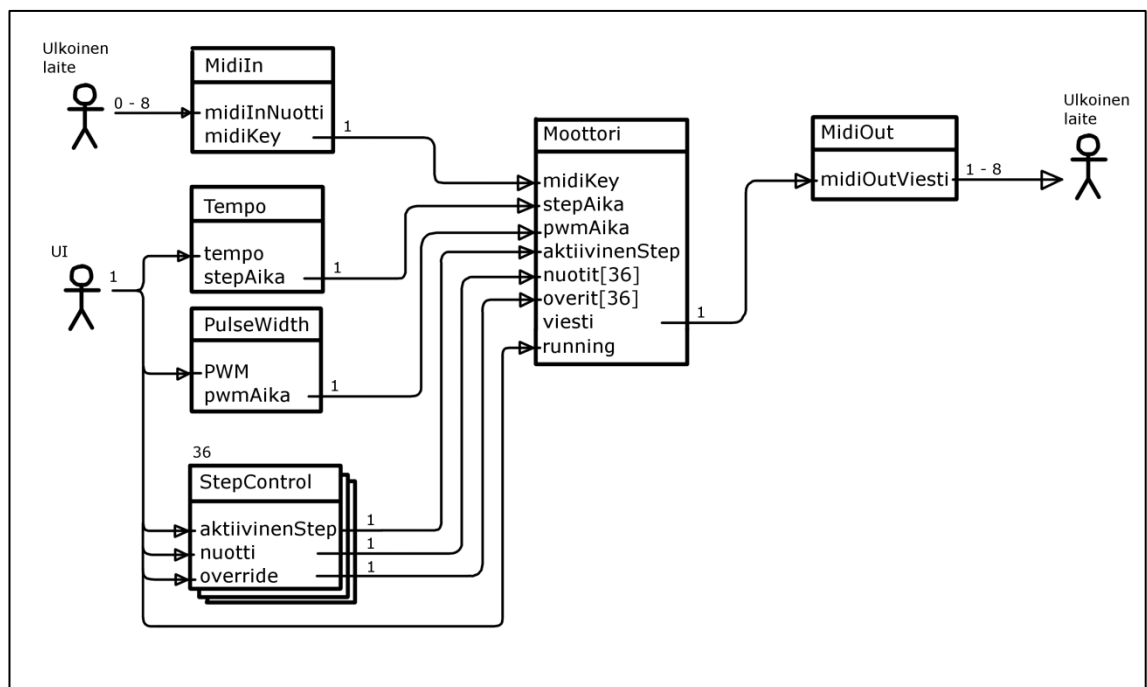 Ulkoinen
laite
0 - 8
MidiIn
midiInNuotti
midiKey
1
UI
1
Tempo
tempo
stepAika
1
PulseWidth
PWM
pwmAika
1
36
StepControl
aktiivinenStep
1
nuotti
1
override
1
Moottori
midiKey
stepAika
pwmAika
aktiivinenStep
nuotit[36]
overit[36]
viesti
1
running
MidiOut
midiOutViesti
1 - 8
Ulkoinen
laite